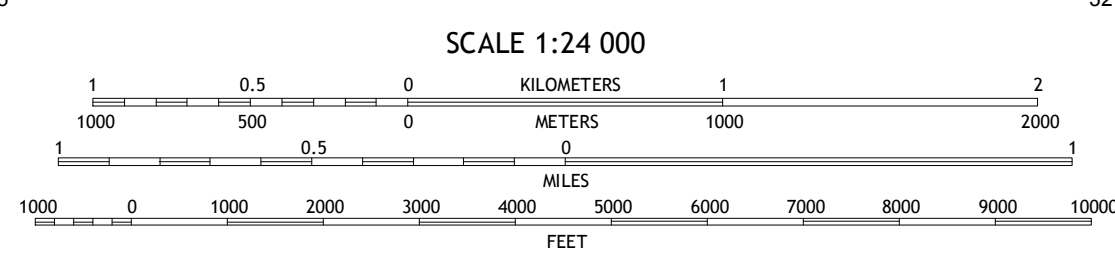 SCALE 1:24 000
1 0.5 0 KILOMETERS 1 2
1000 500 0 METERS 1000 2000
1 0.5 0 1
MILES
1000 0 1000 2000 3000 4000 5000 6000 7000 8000 9000 10000
FEET